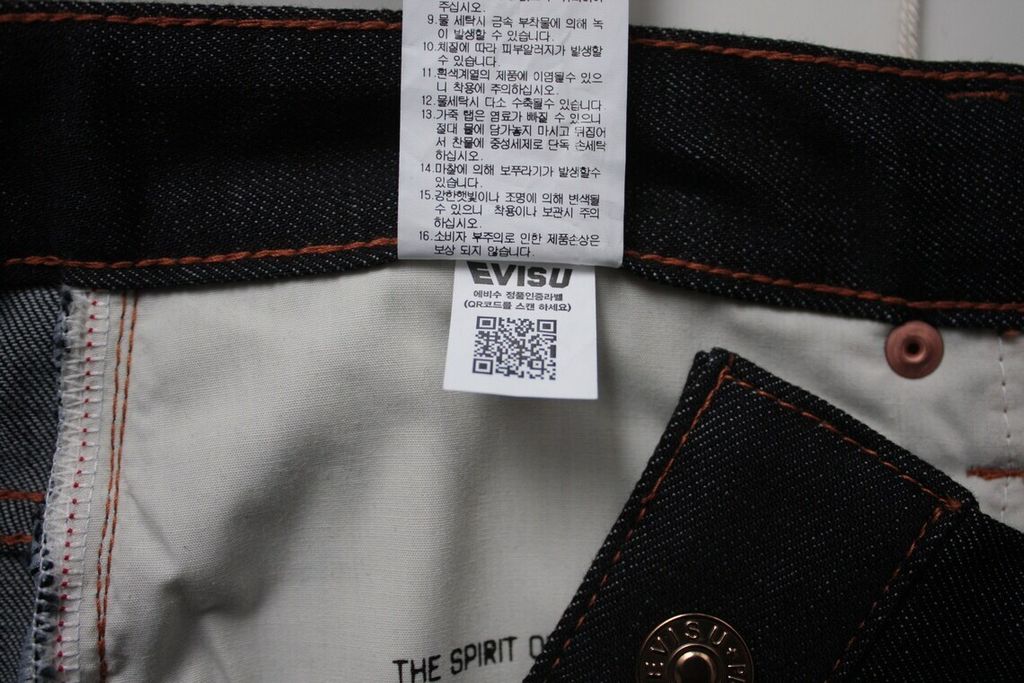 주십시오.
9.물 세탁시 금속 부착물에 의해 녹
이 발생할 수 있습니다.
10.체질에 따라 피부알러지가 발생할
수 있습니다.
11.흰색계열의 제품에 이염될수 있으
니 착용에 주의하십시오.
12.물세탁시 다소 수축될수 있습니다.
13.가죽 탭은 염료가 빠질 수 있으니
절대 물에 담가놓지 마시고 뒤집어
서 찬물에 중성세제로 단독 손세탁
하십시오.
14.마찰에 의해 보푸라기가 발생할수
있습니다.
15.강한햇빛이나 조명에 의해 변색될
수 있으니 착용이나 보관시 주의
하십시오.
16.소비자 부주의로 인한 제품손상은
보상 되지 않습니다.
EVISU
에비수 정품인증라벨
(QR코드를 스캔 하세요)
THE SPIRIT
EVISU